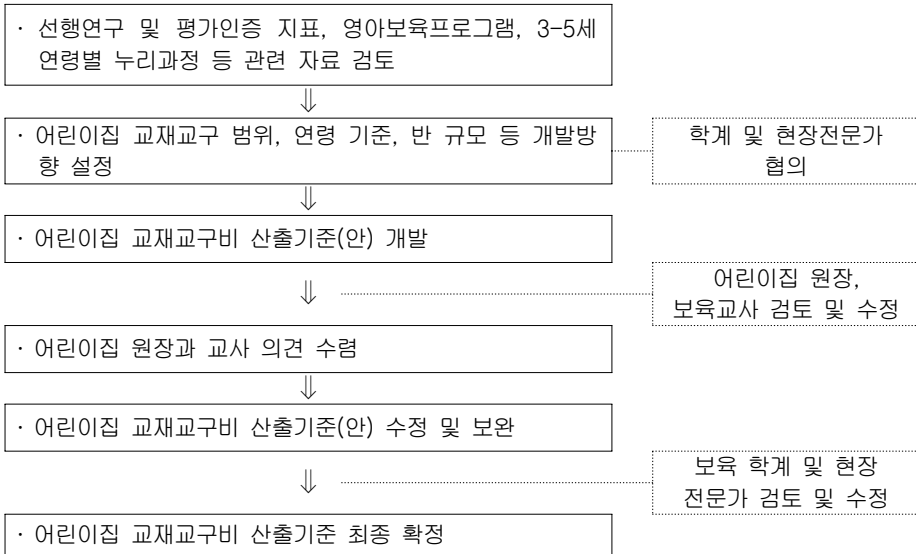 · 선행연구 및 평가인증 지표, 영아보육프로그램, 3-5세
연령별 누리과정 등 관련 자료 검토
⇓
· 어린이집 교재교구 범위, 연령 기준, 반 규모 등 개발방
향 설정
학계 및 현장전문가
협의
⇓
· 어린이집 교재교구비 산출기준(안) 개발
⇓
어린이집 원장,
보육교사 검토 및 수정
· 어린이집 원장과 교사 의견 수렴
⇓
· 어린이집 교재교구비 산출기준(안) 수정 및 보완
⇓
보육 학계 및 현장
전문가 검토 및 수정
· 어린이집 교재교구비 산출기준 최종 확정